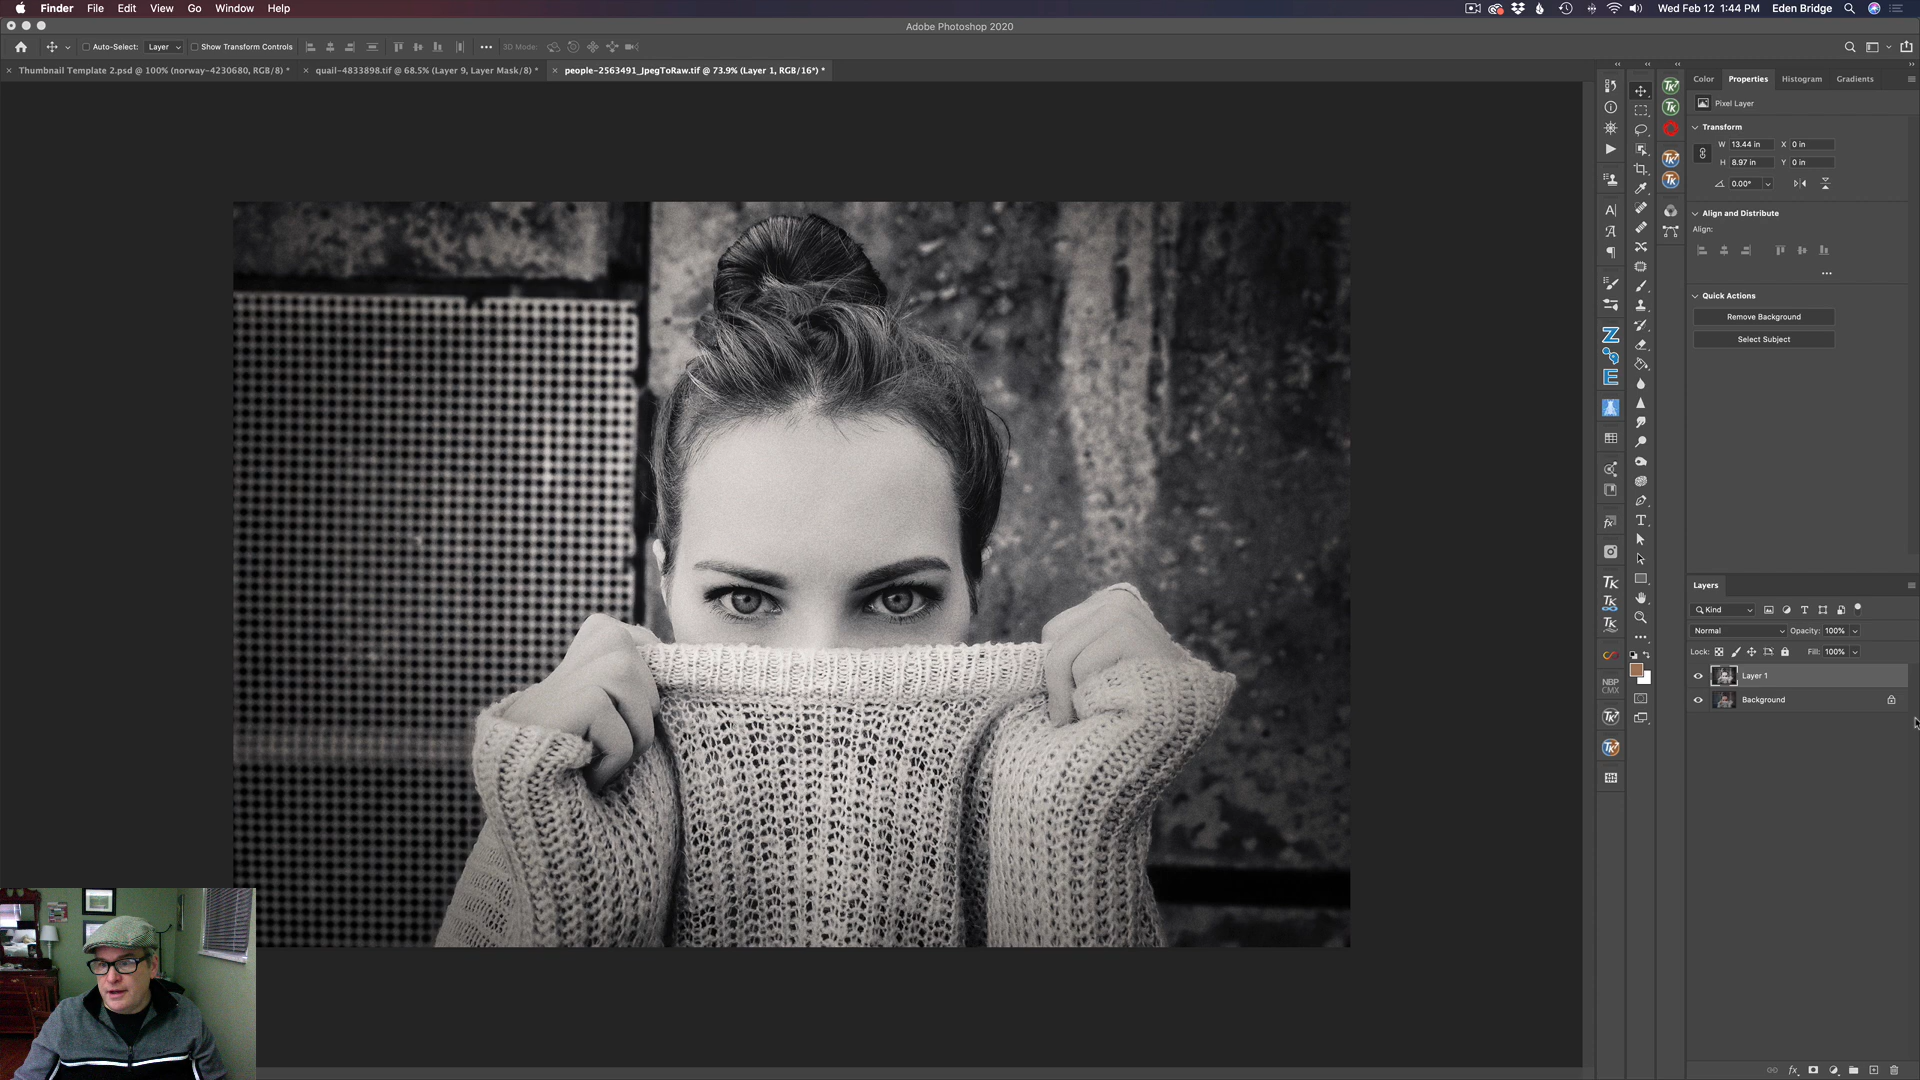 Finder File Edit View Go Window Help
Wed Feb 12 1:44 PM Eden Bridge
Adobe Photoshop 2020
Auto-Select: Layer Show Transform Controls 3D Mode:
Thumbnail Template 2.psd @ 100% (norway-4230680, RGB/8) *
quail-4833898.tif @ 68.5% (Layer 9, Layer Mask/8) *
people-2563491_JpegToRaw.tif @ 73.9% (Layer 1, RGB/16*) *
Color Properties Histogram Gradients
Pixel Layer
Transform
W 13.44 in X 0 in
H 8.97 in Y 0 in
0.00°
Align and Distribute
Align:
Quick Actions
Remove Background
Select Subject
Layers
Kind
Normal Opacity: 100%
Lock: Fill: 100%
Layer 1
Background
NBP
CMX